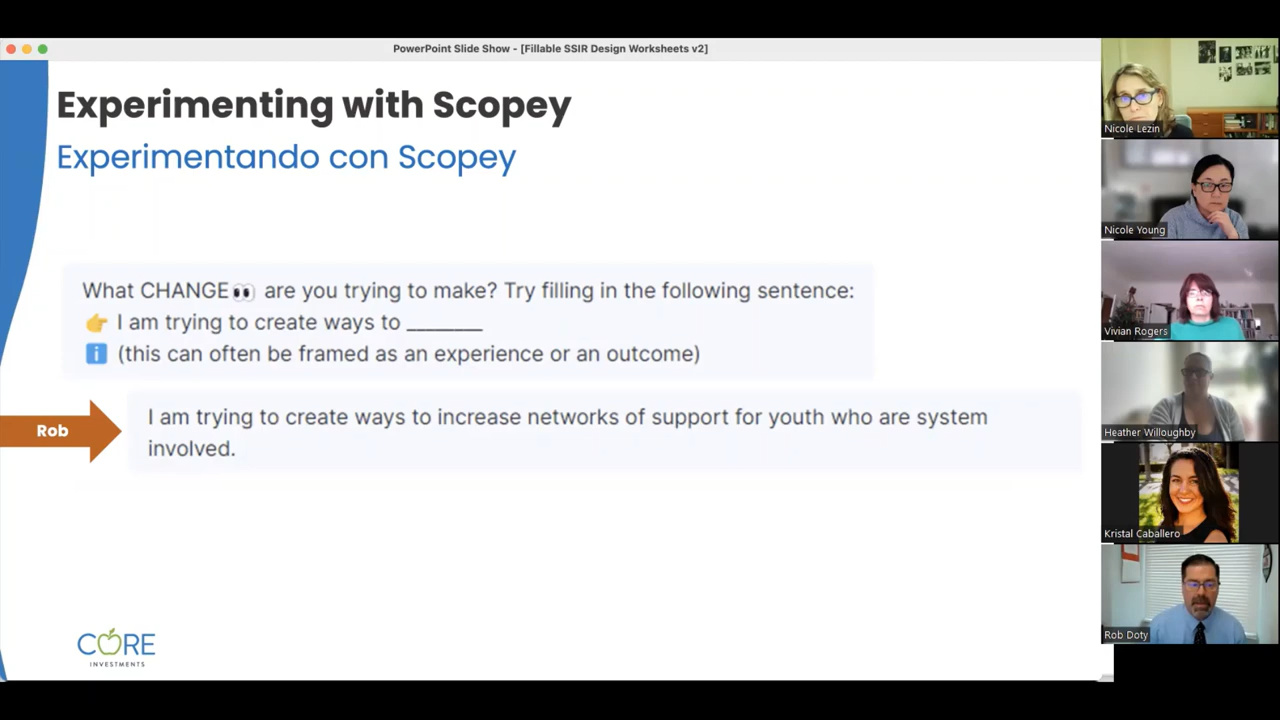 PowerPoint Slide Show - [Fillable SSIR Design Worksheets v2]
Experimenting with Scopey
Experimentando con Scopey
What CHANGE👀 are you trying to make? Try filling in the following sentence:
👉 I am trying to create ways to ________
ℹ️ (this can often be framed as an experience or an outcome)
Rob
I am trying to create ways to increase networks of support for youth who are system
involved.
CORE
INVESTMENTS
Nicole Lezin
Nicole Young
Vivian Rogers
Heather Willoughby
Kristal Caballero
Rob Doty